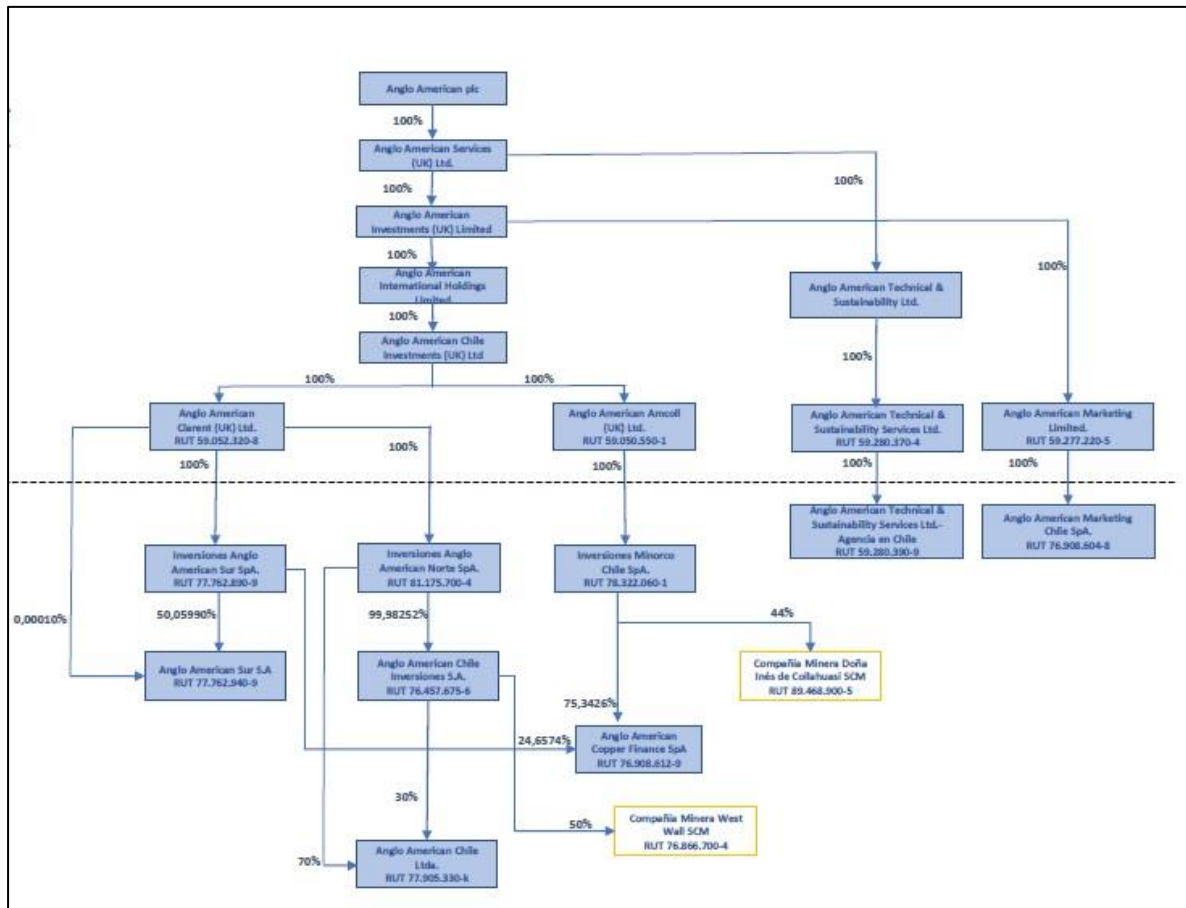 Anglo American plc
100%
Anglo American Services
(UK) Ltd.
100%
100%
Anglo American
Investments (UK) Limited
100%
100%
Anglo American
International Holdings
Limited
Anglo American Technical &
Sustainability Ltd.
100%
Anglo American Chile
Investments (UK) Ltd
100%
100%
100%
Anglo American
Clarent (UK) Ltd.
RUT 59.052.320-8
Anglo American Amcoll
(UK) Ltd.
RUT 59.050.550-1
Anglo American Technical &
Sustainability Services Ltd.
RUT 59.280.370-4
Anglo American Marketing
Limited.
RUT 59.277.220-5
100%
100%
100%
100%
100%
Anglo American Technical &
Sustainability Services Ltd.-
Agencia en Chile
RUT 59.280.390-9
Anglo American Marketing
Chile SpA.
RUT 76.908.604-8
Inversiones Anglo
American Sur SpA.
RUT 77.762.890-9
Inversiones Anglo
American Norte SpA.
RUT 81.175.700-4
Inversiones Minorco
Chile SpA.
RUT 78.322.060-1
0,00010%
50,05990%
99,98252%
44%
Anglo American Sur S.A
RUT 77.762.940-9
Anglo American Chile
Inversiones S.A.
RUT 76.457.675-6
Compañía Minera Doña
Inés de Collahuasi SCM
RUT 89.468.900-5
75,3426%
24,6574%
Anglo American
Copper Finance SpA
RUT 76.908.612-9
30%
50%
Compañía Minera West
Wall SCM
RUT 76.866.700-4
70%
Anglo American Chile
Ltda.
RUT 77.905.330-k